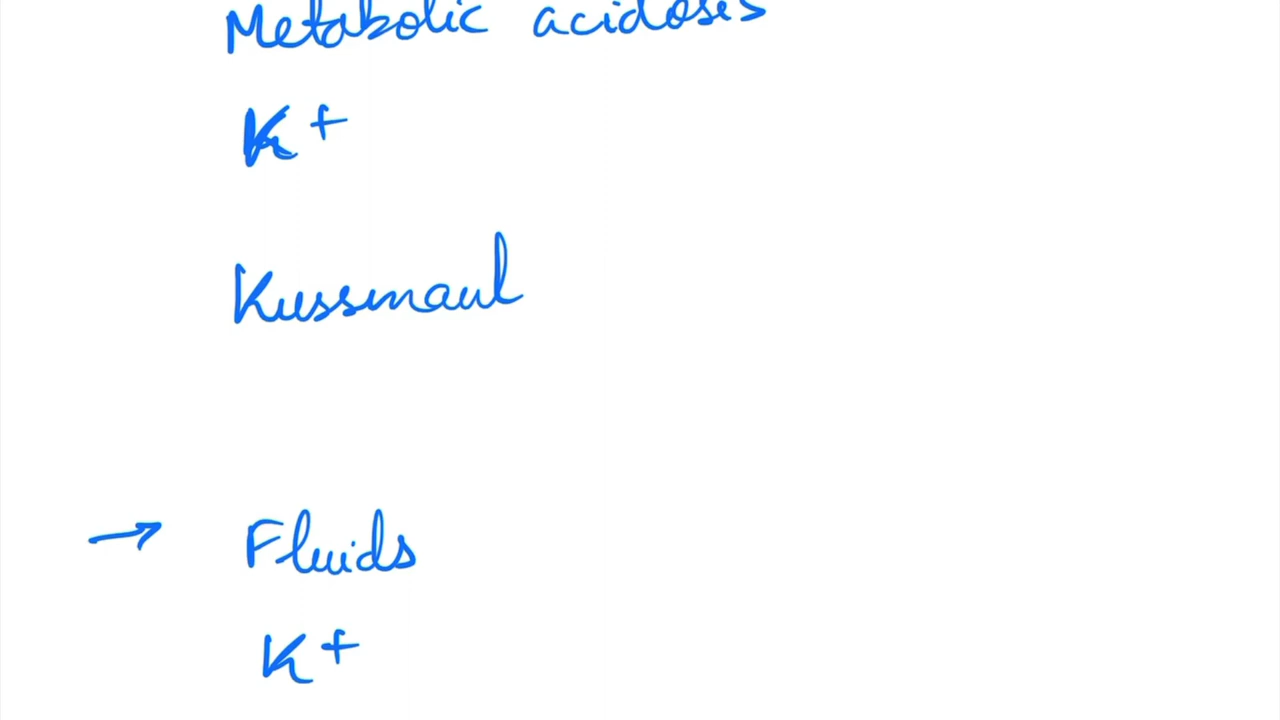 Metabolic acidosis
K+
Kussmaul
→ Fluids
K+